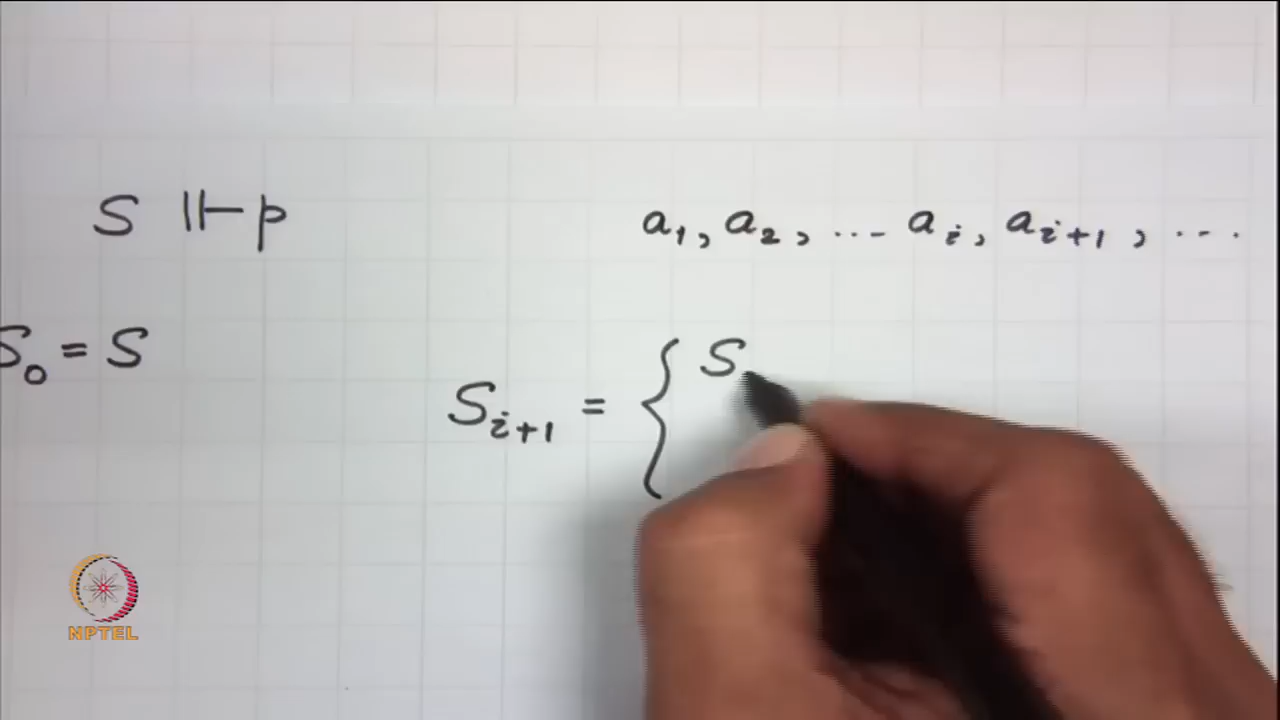 S ⊩ p
a₁, a₂, ... aᵢ, aᵢ₊₁, ...
S₀ = S
Sᵢ₊₁ = { S
NPTEL